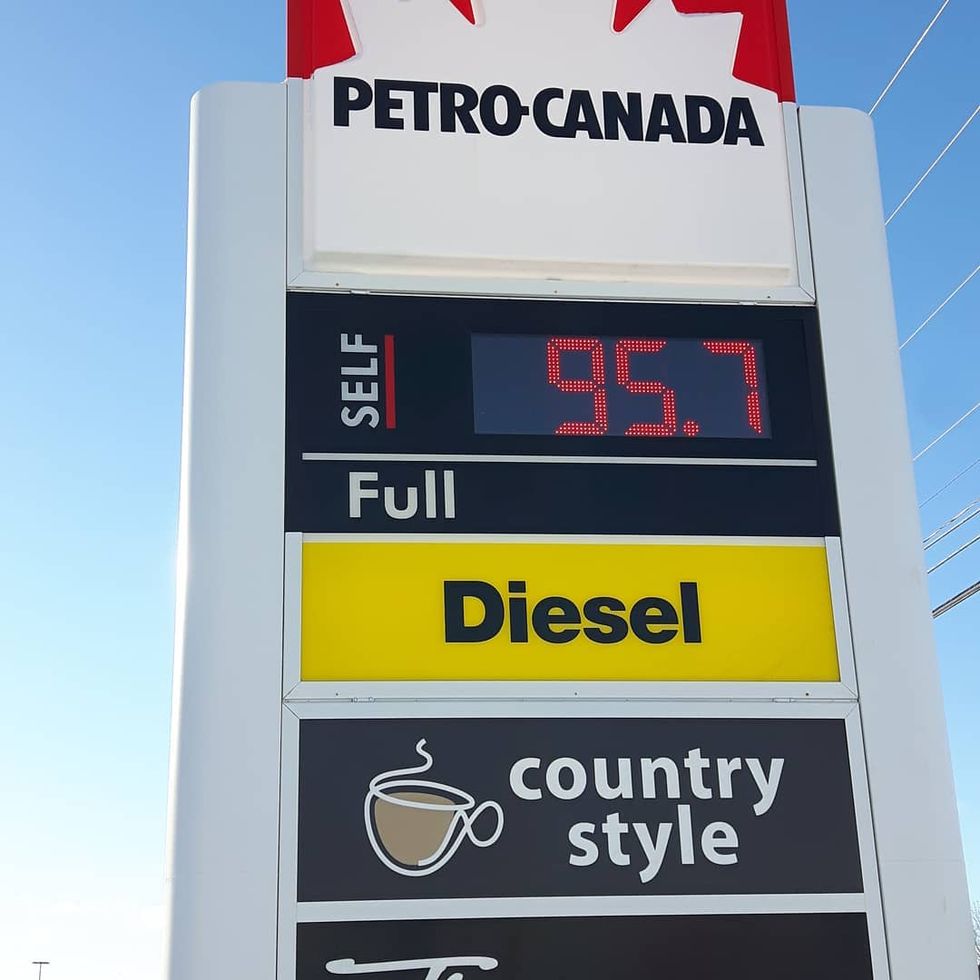 PETRO-CANADA
SELF
95.7
Full
Diesel
country
style